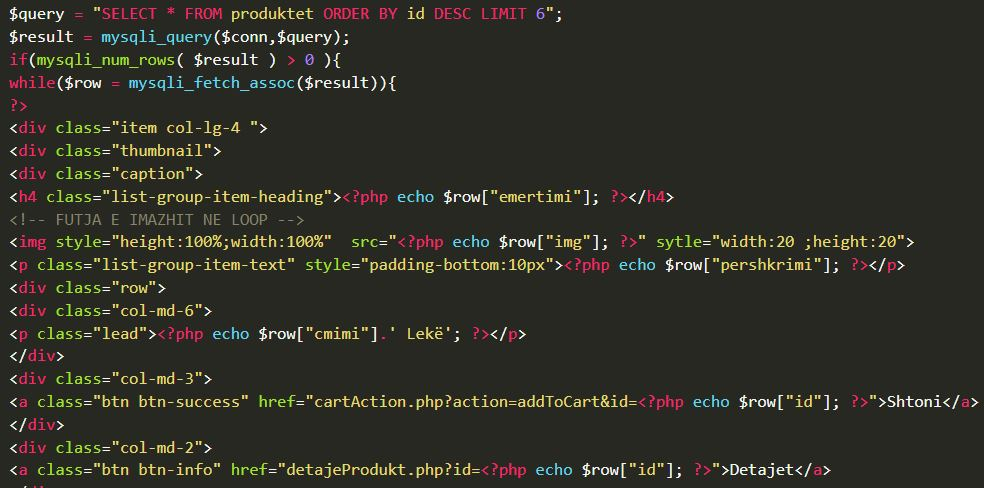 $query = "SELECT * FROM produktet ORDER BY id DESC LIMIT 6";
$result = mysqli_query($conn,$query);
if(mysqli_num_rows( $result ) > 0 ){
while($row = mysqli_fetch_assoc($result)){
?>
<div class="item col-lg-4 ">
<div class="thumbnail">
<div class="caption">
<h4 class="list-group-item-heading"><?php echo $row["emertimi"]; ?></h4>
<!-- FUTJA E IMAZHIT NE LOOP -->
<img style="height:100%;width:100%"  src="<?php echo $row["img"]; ?>" sytle="width:20 ;height:20">
<p class="list-group-item-text" style="padding-bottom:10px"><?php echo $row["pershkrimi"]; ?></p>
<div class="row">
<div class="col-md-6">
<p class="lead"><?php echo $row["cmimi"].' Lekë'; ?></p>
</div>
<div class="col-md-3">
<a class="btn btn-success" href="cartAction.php?action=addToCart&id=<?php echo $row["id"]; ?>">Shtoni</a>
</div>
<div class="col-md-2">
<a class="btn btn-info" href="detajeProdukt.php?id=<?php echo $row["id"]; ?>">Detajet</a>